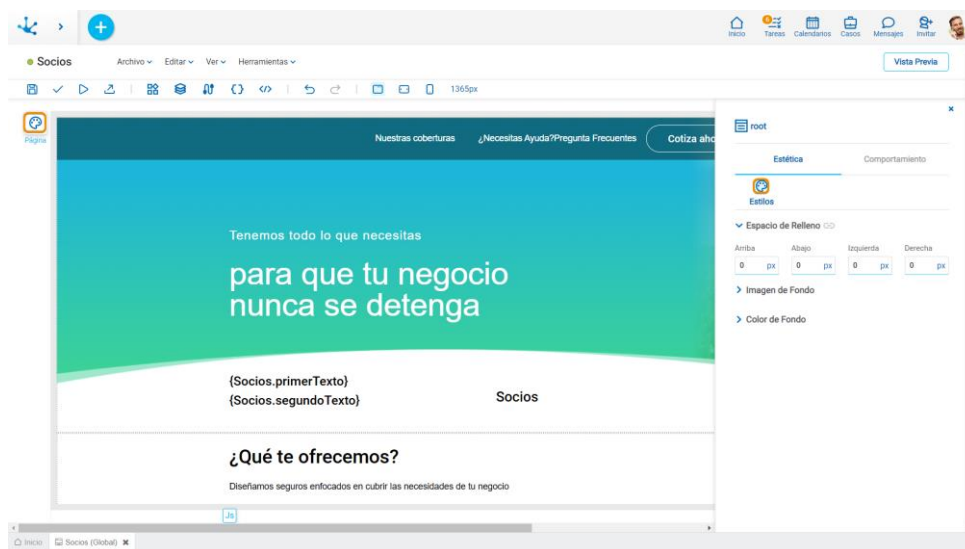 6
Inicio Tareas Calendarios Casos Mensajes Invitar
Socios Archivo Editar Ver Herramientas Vista Previa
1365px
Página
Nuestras coberturas ¿Necesitas Ayuda?Pregunta Frecuentes Cotiza aho
Tenemos todo lo que necesitas
para que tu negocio
nunca se detenga
{Socios.primerTexto}
{Socios.segundoTexto}
Socios
¿Qué te ofrecemos?
Diseñamos seguros enfocados en cubrir las necesidades de tu negocio
Js
root
Estética Comportamiento
Estilos
Espacio de Relleno
Arriba Abajo Izquierda Derecha
0 px 0 px 0 px 0 px
Imagen de Fondo
Color de Fondo
Inicio Socios (Global)